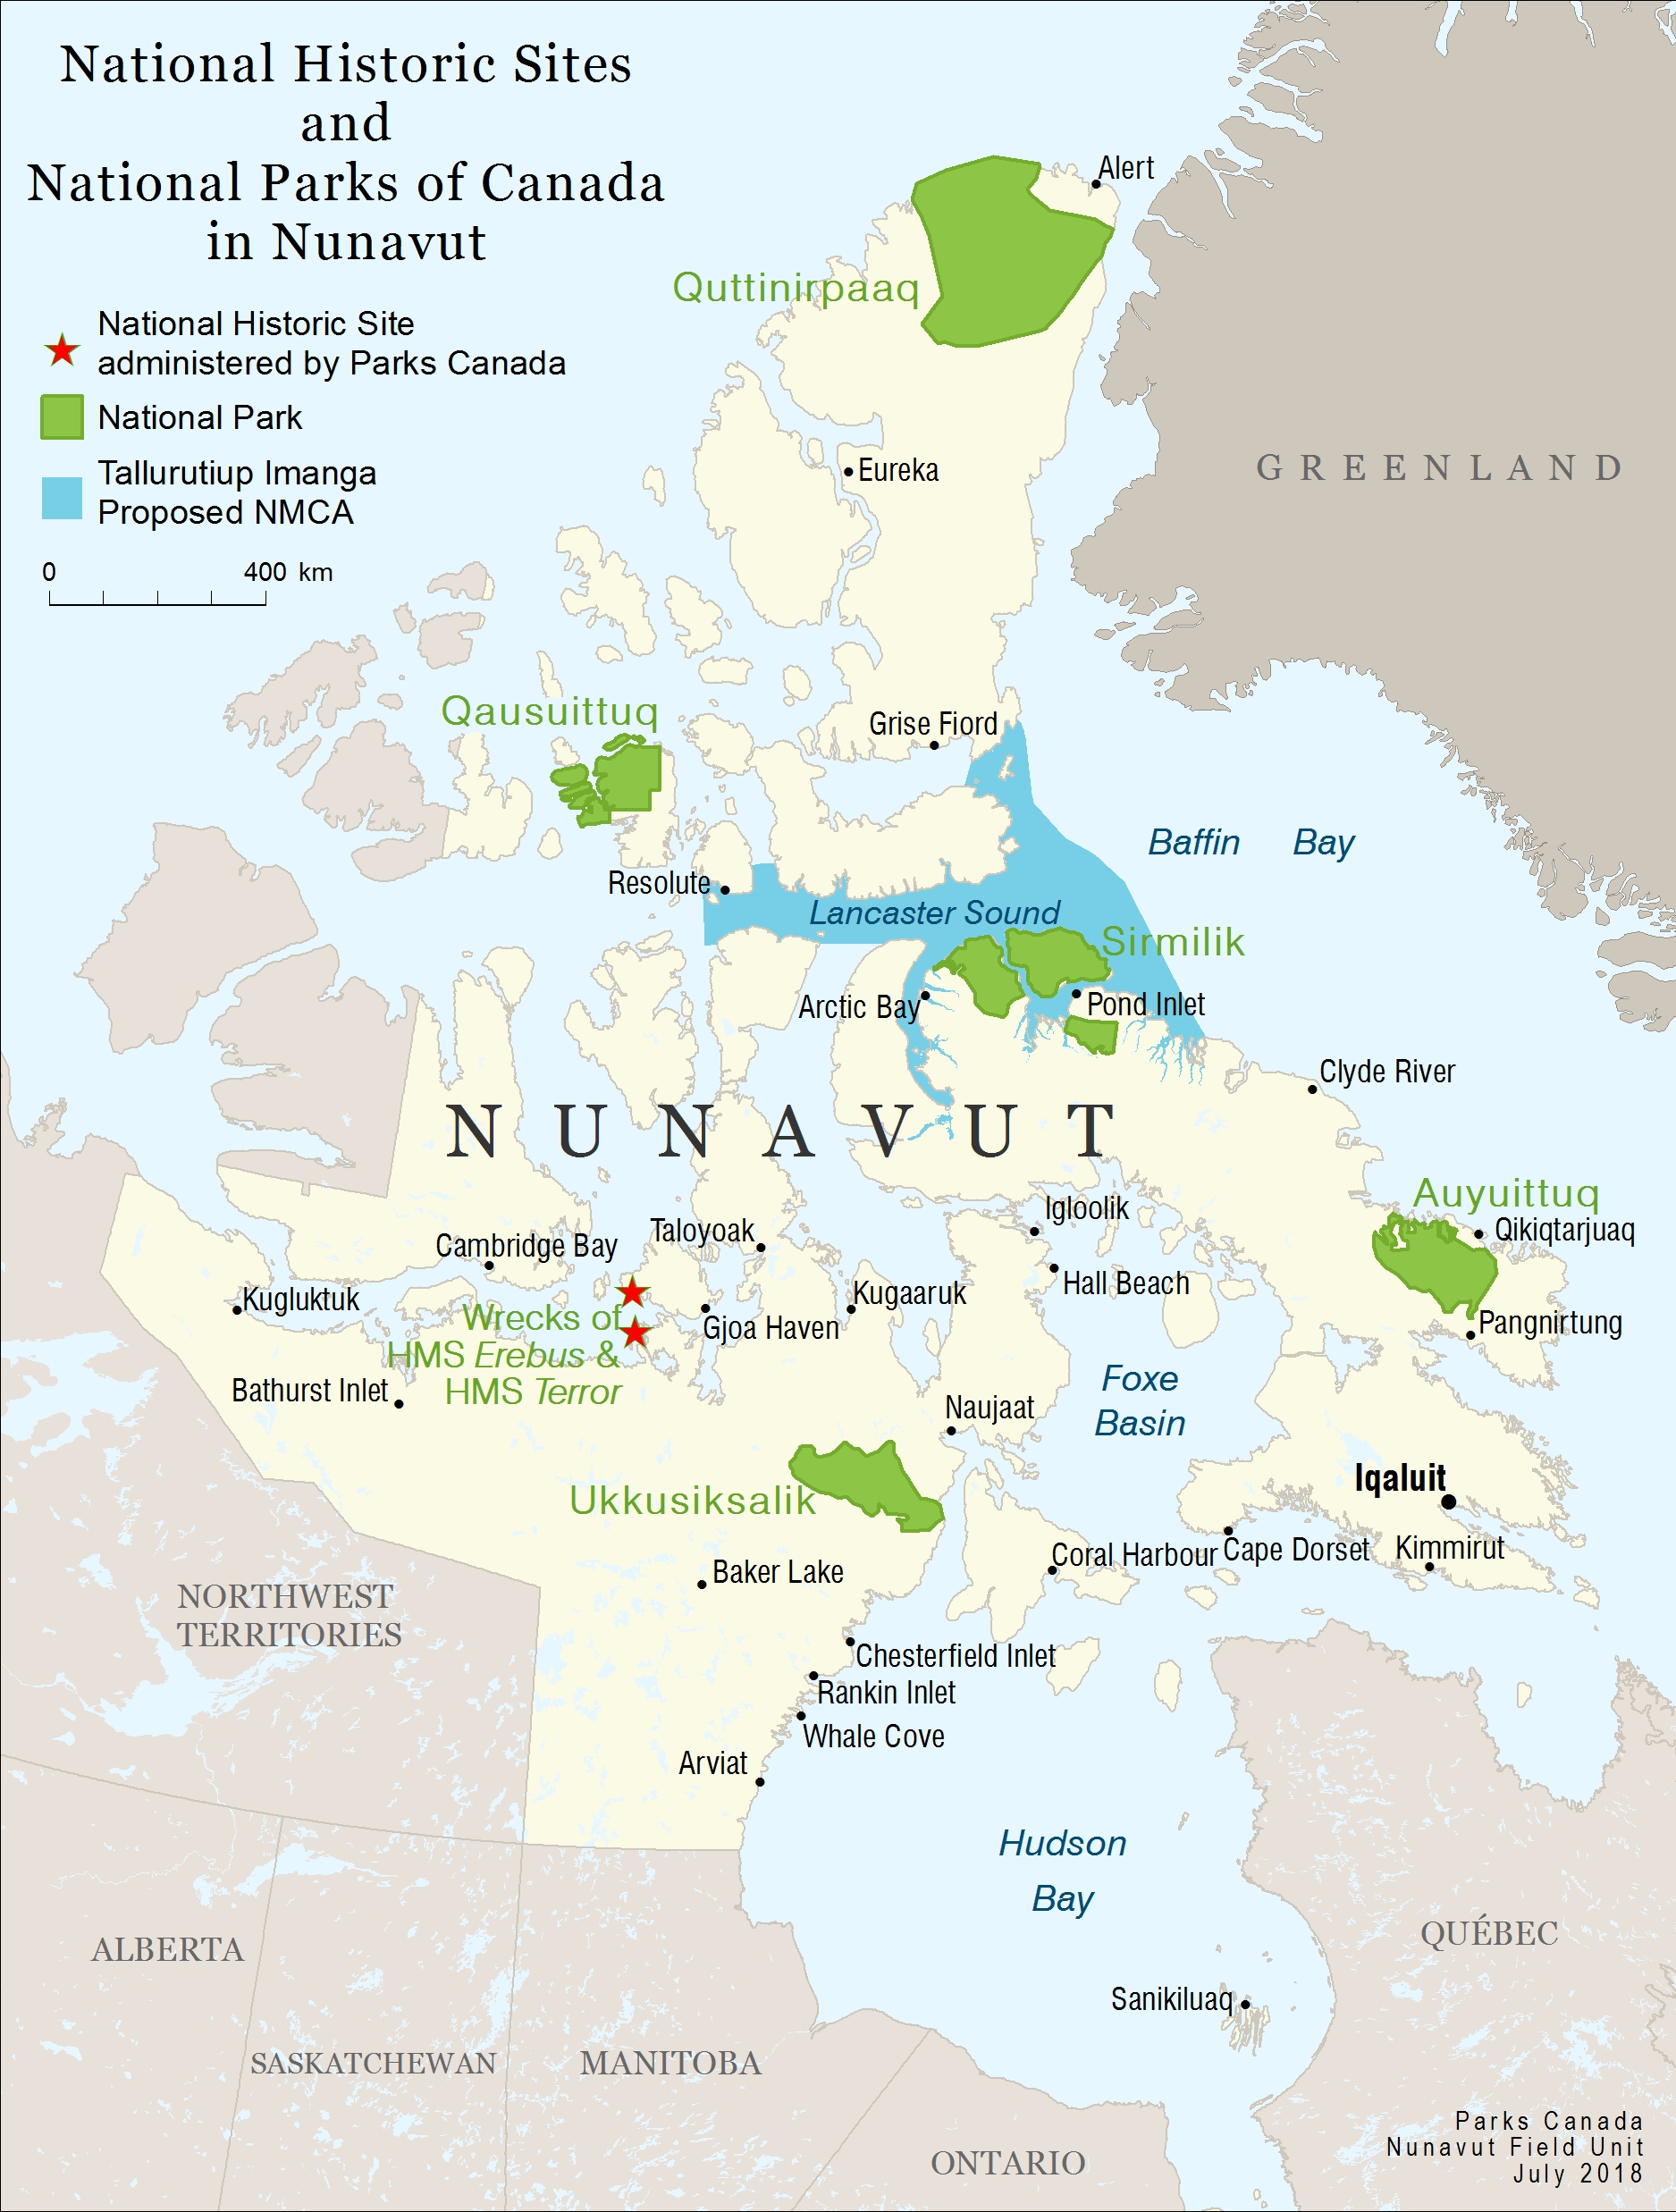 National Historic Sites
and
National Parks of Canada
in Nunavut
National Historic Site
administered by Parks Canada
National Park
Tallurutiup Imanga
Proposed NMCA
0 400 km
Alert
Quttinirpaaq
Eureka
GREENLAND
Qausuittuq
Grise Fiord
Baffin Bay
Resolute
Lancaster Sound
Sirmilik
Arctic Bay
Pond Inlet
Clyde River
NUNAVUT
Auyuittuq
Igloolik
Qikiqtarjuaq
Taloyoak
Cambridge Bay
Hall Beach
Kugaaruk
Kugluktuk
Wrecks of
HMS Erebus &
HMS Terror
Gjoa Haven
Pangnirtung
Bathurst Inlet
Foxe
Basin
Naujaat
Iqaluit
Ukkusiksalik
Coral Harbour
Cape Dorset
Kimmirut
Baker Lake
NORTHWEST
TERRITORIES
Chesterfield Inlet
Rankin Inlet
Whale Cove
Arviat
Hudson
Bay
ALBERTA
QUÉBEC
Sanikiluaq
SASKATCHEWAN
MANITOBA
ONTARIO
Parks Canada
Nunavut Field Unit
July 2018